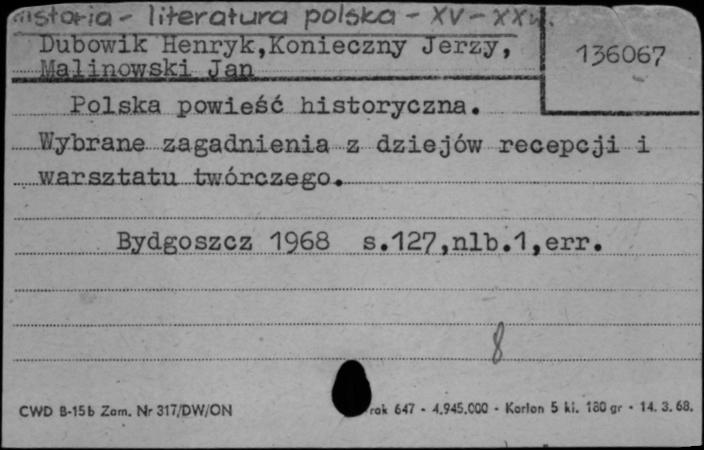 Historia - literatura polska - XV - XX w.
Dubowik Henryk,Konieczny Jerzy,
Malinowski Jan
136067
Polska powieść historyczna.
Wybrane zagadnienia z dziejów recepcji i
warsztatu twórczego.
Bydgoszcz 1968 s.127,nlb.1,err.
8
CWD B-15b Zam. Nr 317/DW/ON
rak 647 - 4.945.000 - Karton 5 kl. 180 gr - 14. 3. 68.